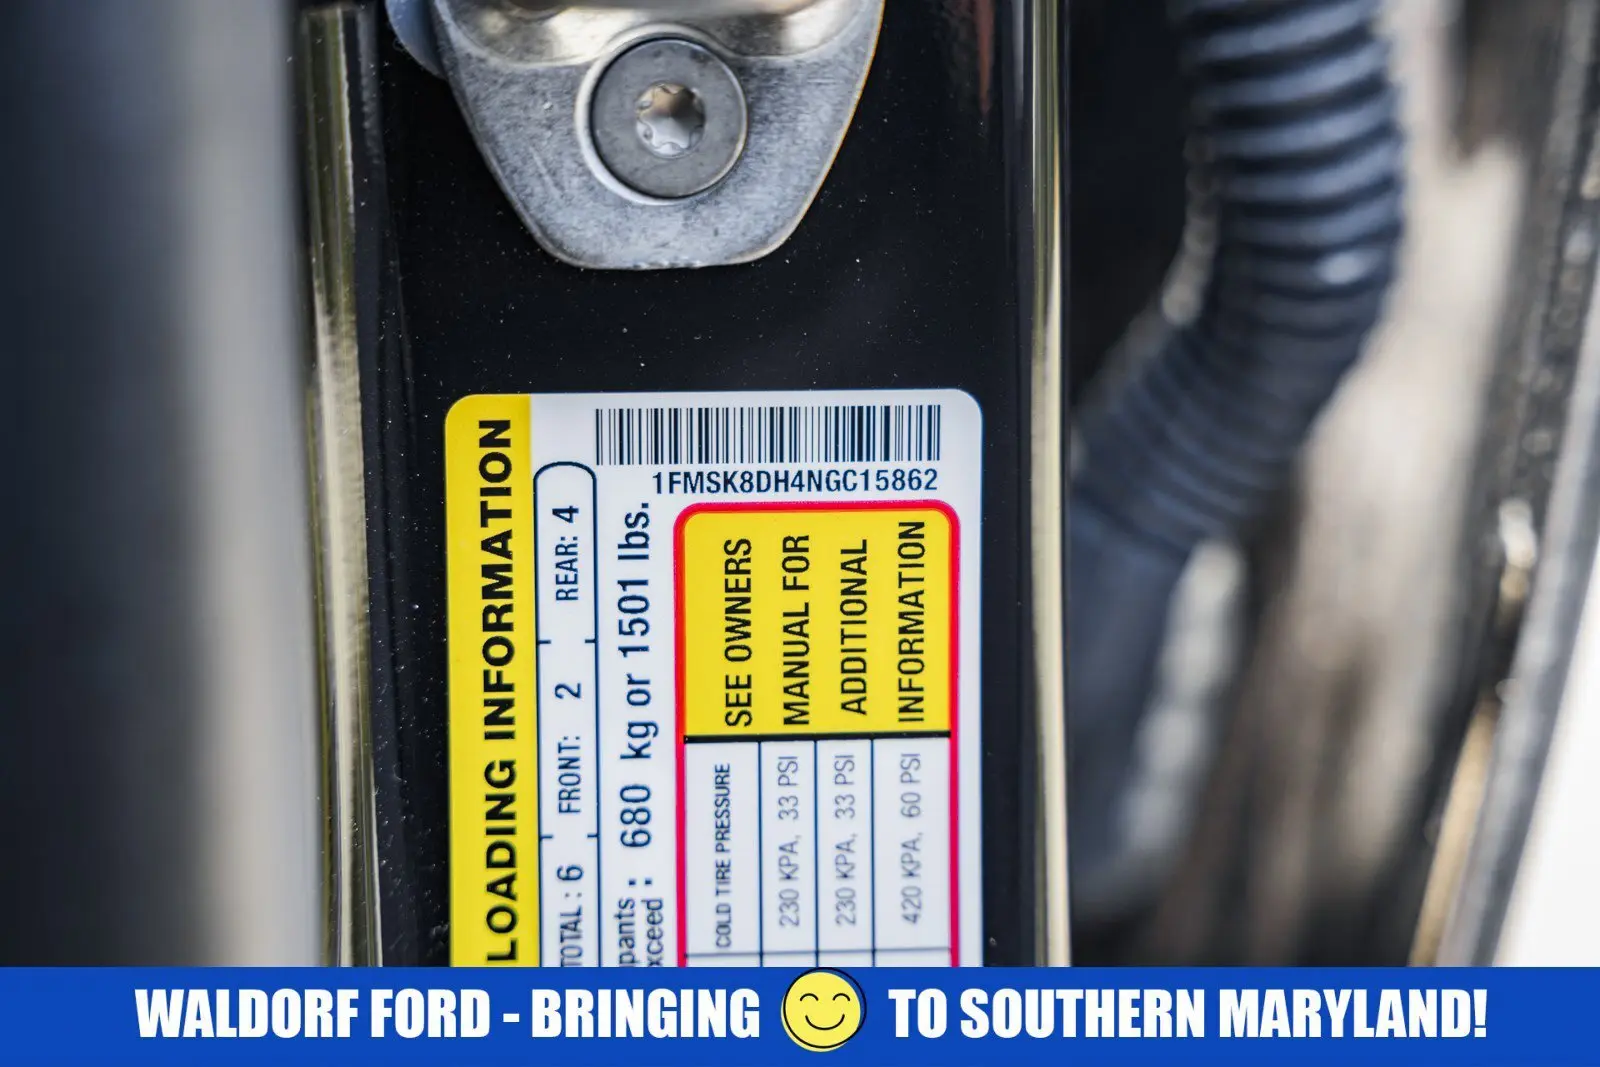 LOADING INFORMATION
TOTAL : 6 FRONT: 2 REAR: 4
pants :
xceed : 680 kg or 1501 lbs.
1FMSK8DH4NGC15862
COLD TIRE PRESSURE
230 KPA, 33 PSI
230 KPA, 33 PSI
420 KPA, 60 PSI
SEE OWNERS
MANUAL FOR
ADDITIONAL
INFORMATION
WALDORF FORD - BRINGING TO SOUTHERN MARYLAND!